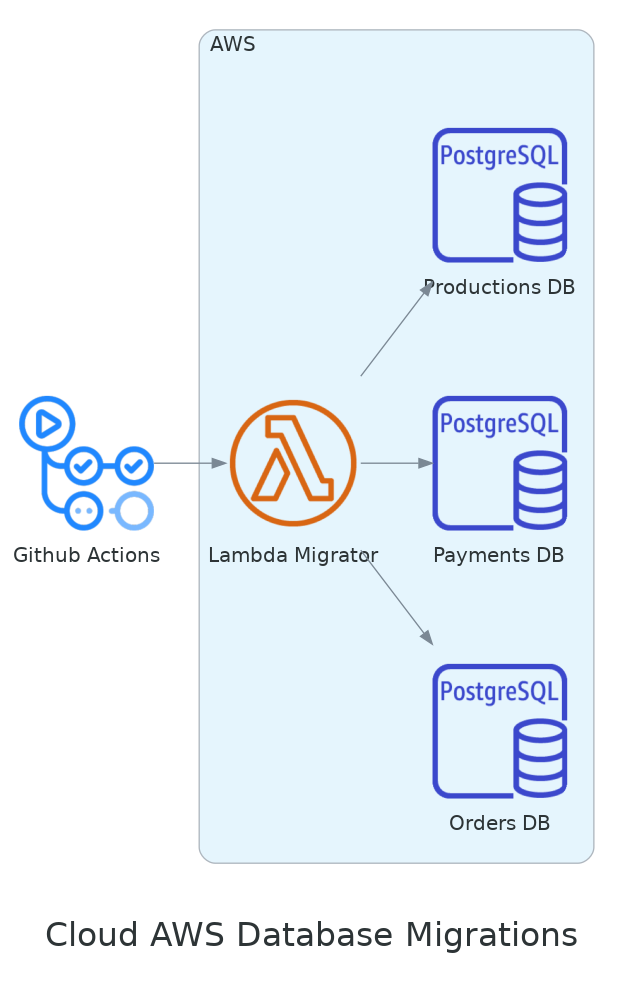 AWS
PostgreSQL
Productions DB
Github Actions
Lambda Migrator
PostgreSQL
Payments DB
PostgreSQL
Orders DB
Cloud AWS Database Migrations